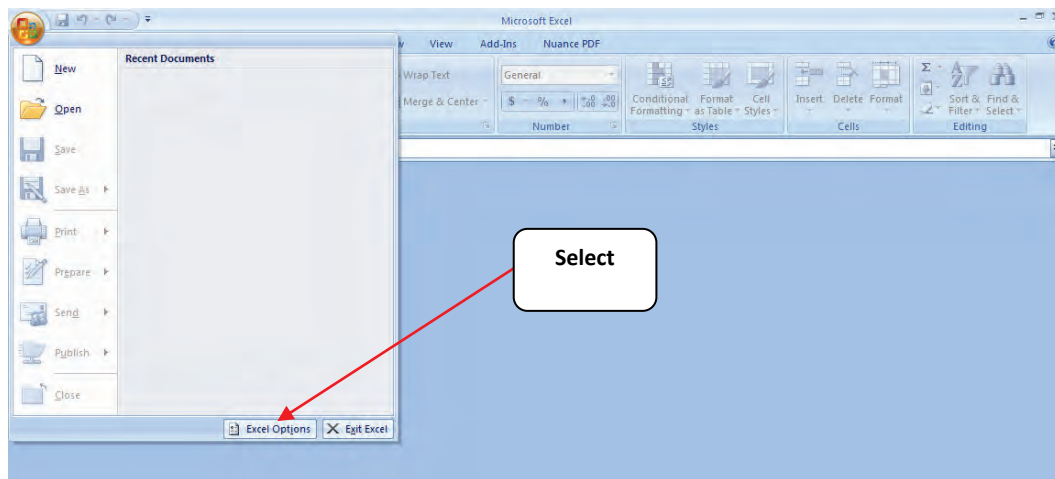 Microsoft Excel
View Add-Ins Nuance PDF
Recent Documents
New
Open
Save
Save As
Print
Prepare
Send
Publish
Close
Excel Options
Exit Excel
Wrap Text
Merge & Center
General
$ % ,
Number
Conditional Formatting
Format as Table
Cell Styles
Styles
Insert Delete Format
Cells
Σ
Sort & Filter
Find & Select
Editing
Select